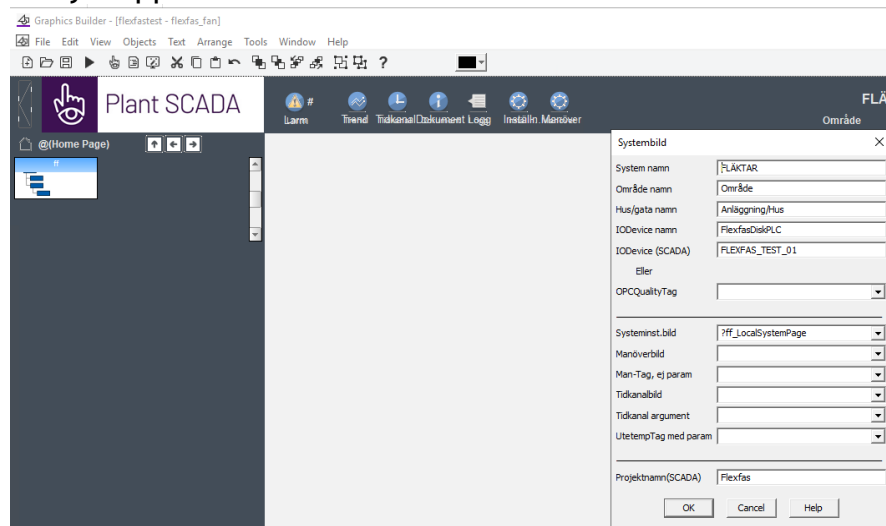 Graphics Builder - [flexfastest - flexfas_fan]
File Edit View Objects Text Arrange Tools Window Help
Plant SCADA
#
Larm Trend Tidkanal Dokument Logg Inställn. Manöver
FLÄ
Område
@(Home Page)
ff
Systembild
System namn FLÄKTAR
Område namn Område
Hus/gata namn Anläggning/Hus
IODevice namn FlexfasDiskPLC
IODevice (SCADA) FLEXFAS_TEST_01
Eller
OPCQualityTag
Systeminst.bild ?ff_LocalSystemPage
Manöverbild
Man-Tag, ej param
Tidkanalbild
Tidkanal argument
UtetempTag med param
Projektnamn(SCADA) Flexfas
OK Cancel Help